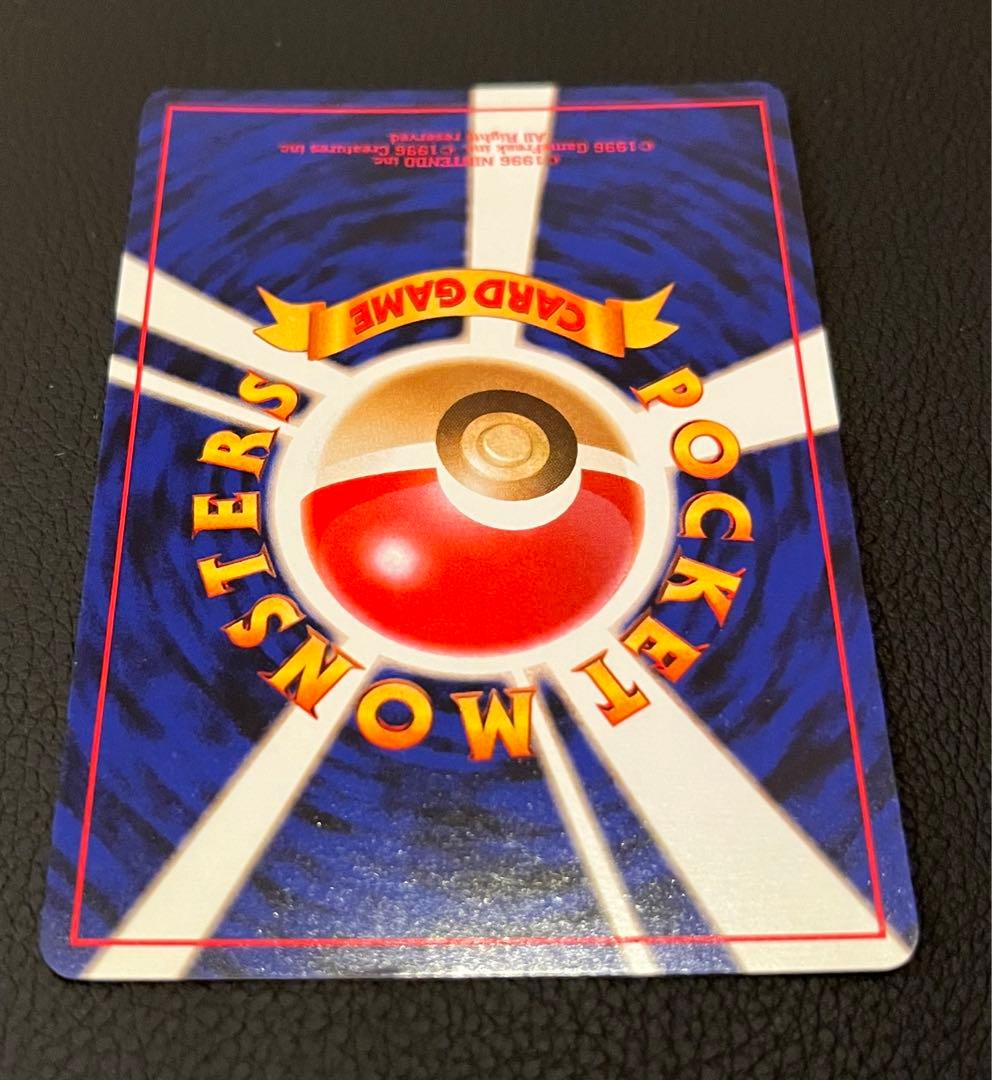 POCKET MONSTERS
CARD GAME
©1996 NINTENDO inc.
©1996 GameFreak inc. ©1996 Creatures inc.
All Rights reserved.